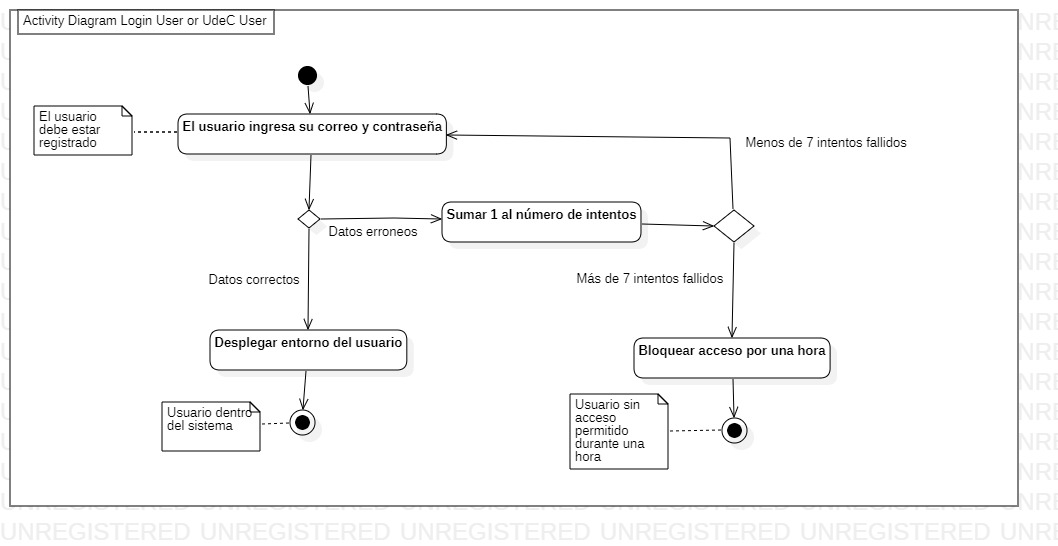 Activity Diagram Login User or UdeC User
El usuario
debe estar
registrado
El usuario ingresa su correo y contraseña
Menos de 7 intentos fallidos
Sumar 1 al número de intentos
Datos erroneos
Datos correctos
Más de 7 intentos fallidos
Desplegar entorno del usuario
Bloquear acceso por una hora
Usuario dentro
del sistema
Usuario sin
acceso
permitido
durante una
hora
UNREGISTERED UNREGISTERED UNREGISTERED UNREGISTERED UNREGISTERED UNRE